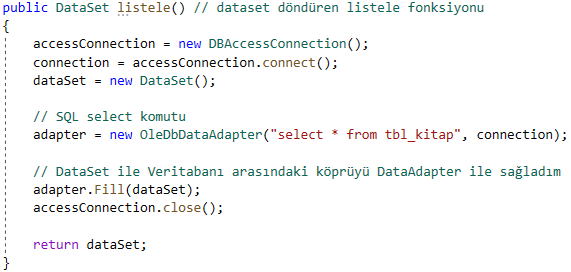 public DataSet listele() // dataset döndüren listele fonksiyonu
{
accessConnection = new DBAccessConnection();
connection = accessConnection.connect();
dataSet = new DataSet();
// SQL select komutu
adapter = new OleDbDataAdapter("select * from tbl_kitap", connection);
// DataSet ile Veritabanı arasındaki köprüyü DataAdapter ile sağladım
adapter.Fill(dataSet);
accessConnection.close();
return dataSet;
}